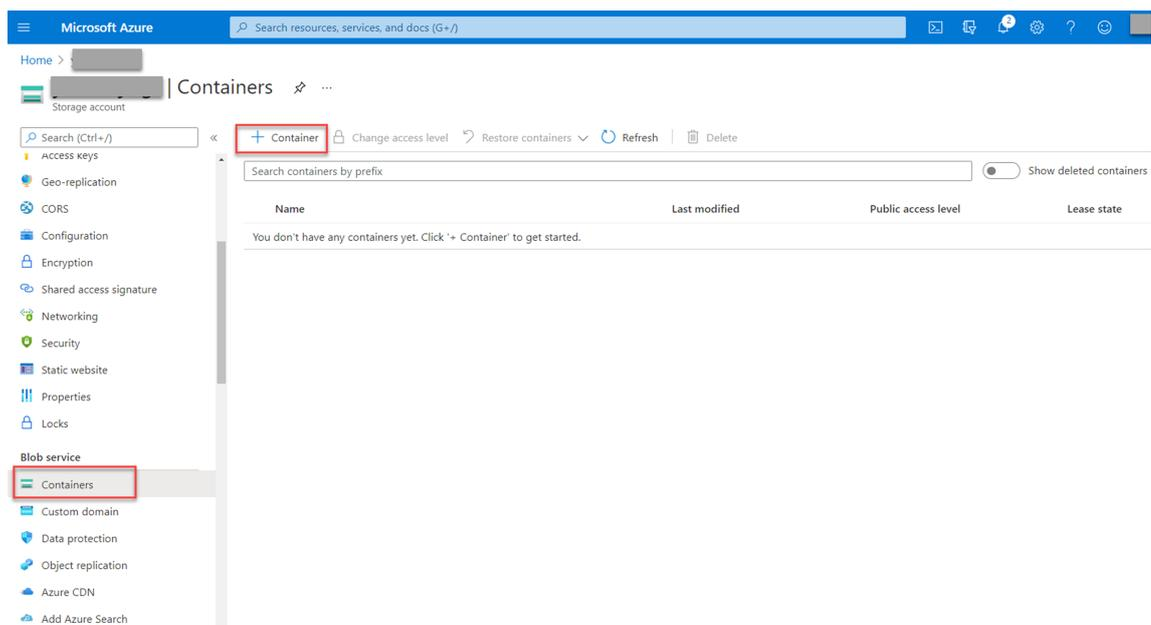 Microsoft Azure
Search resources, services, and docs (G+/)
2
Home >
| Containers
Storage account
Search (Ctrl+/)
«
+ Container
Change access level
Restore containers
Refresh
Delete
Access keys
Search containers by prefix
Show deleted containers
Geo-replication
CORS
Name
Last modified
Public access level
Lease state
Configuration
You don't have any containers yet. Click '+ Container' to get started.
Encryption
Shared access signature
Networking
Security
Static website
Properties
Locks
Blob service
Containers
Custom domain
Data protection
Object replication
Azure CDN
Add Azure Search